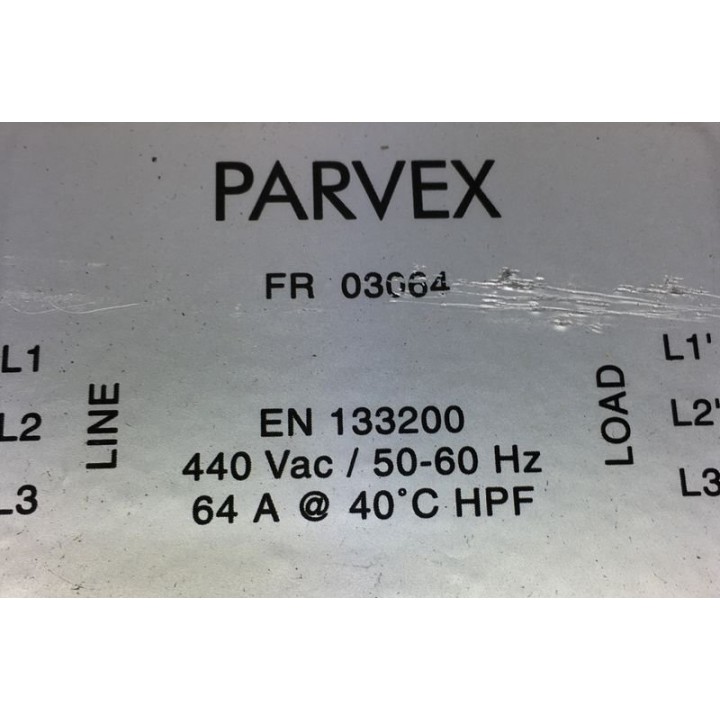 PARVEX
FR 03064
L1
L2
L3
LINE
EN 133200
440 Vac / 50-60 Hz
64 A @ 40°C HPF
LOAD
L1'
L2'
L3